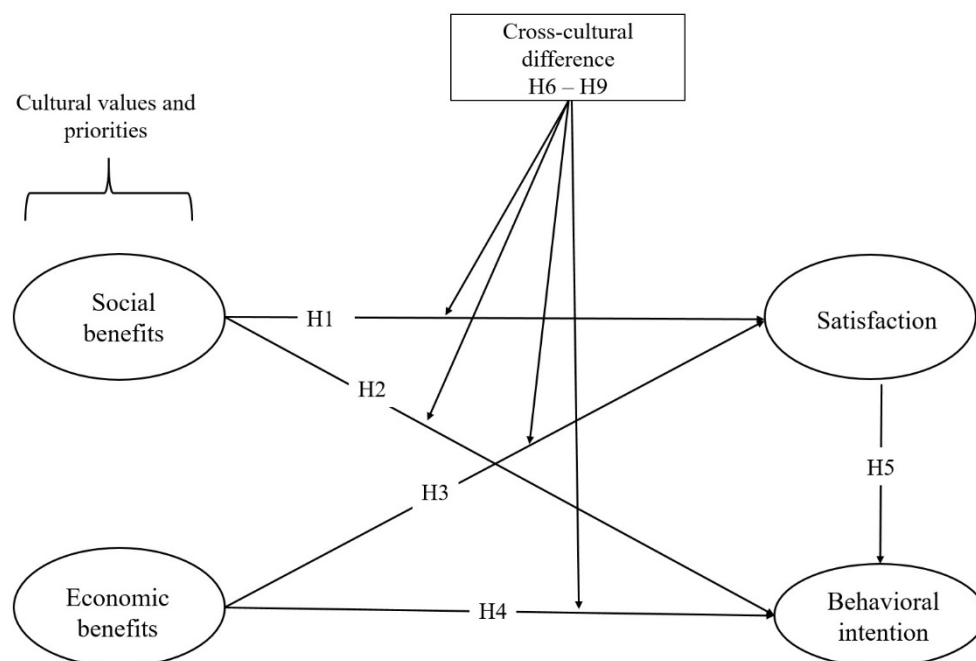 Cross-cultural
difference
H6 – H9
Cultural values and
priorities
Social
benefits
H1
Satisfaction
H2
H5
H3
Economic
benefits
H4
Behavioral
intention